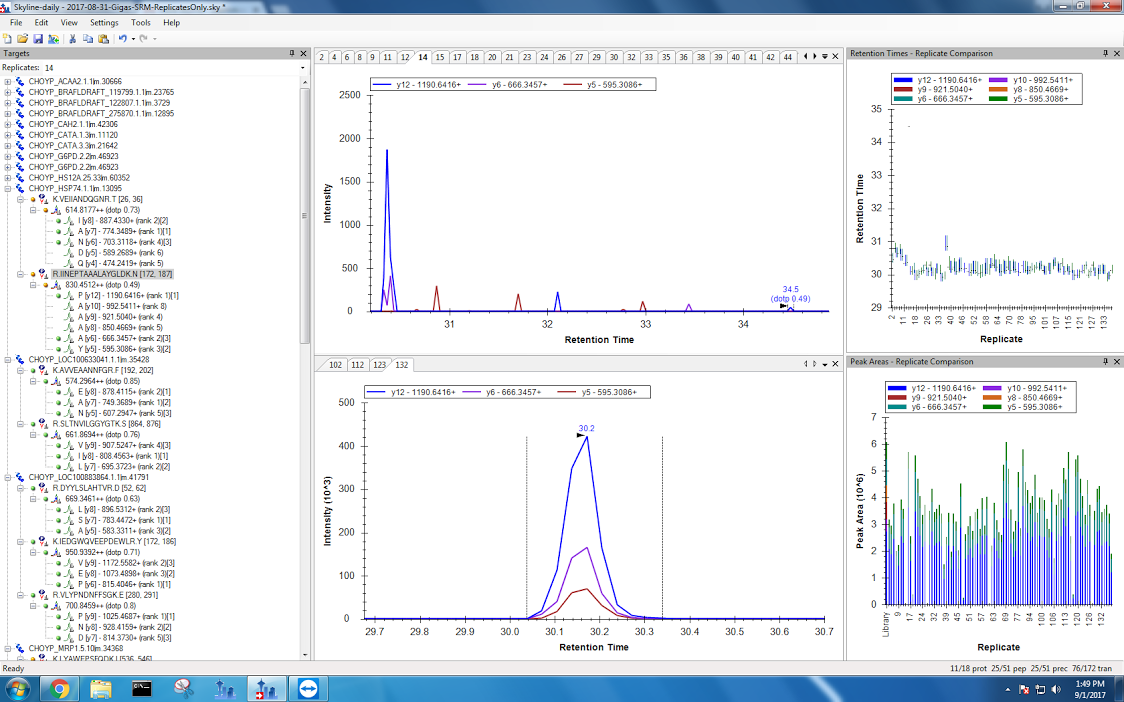 Skyline-daily - 2017-08-31-Gigas-SRM-ReplicatesOnly.sky *
File Edit View Settings Tools Help
Targets
Replicates: 14
CHOYP_ACAA2.1.1|m.30666
CHOYP_BRAFLDRAFT_119799.1.1|m.23765
CHOYP_BRAFLDRAFT_122807.1.1|m.3729
CHOYP_BRAFLDRAFT_275870.1.1|m.12895
CHOYP_CAH2.1.1|m.42306
CHOYP_CATA.1.3|m.11120
CHOYP_CATA.3.3|m.21642
CHOYP_G6PD.2.2|m.46923
CHOYP_G6PD.2.2|m.46923
CHOYP_HS12A.25.33|m.60352
CHOYP_HSP74.1.1|m.13095
K.VEIIANDQGNR.T [26, 36]
614.8177++ (dotp 0.73)
I [y8] - 887.4330+ (rank 2)[2]
A [y7] - 774.3489+ (rank 1)[1]
N [y6] - 703.3118+ (rank 4)[3]
D [y5] - 589.2689+ (rank 6)
Q [y4] - 474.2419+ (rank 5)
R.IINEPTAAALAYGLDK.N [172, 187]
830.4512++ (dotp 0.49)
P [y12] - 1190.6416+ (rank 1)[1]
A [y10] - 992.5411+ (rank 8)
A [y9] - 921.5040+ (rank 4)
A [y8] - 850.4669+ (rank 5)
A [y6] - 666.3457+ (rank 2)[2]
Y [y5] - 595.3086+ (rank 3)[2]
CHOYP_LOC100633041.1.1|m.35428
K.AVVEAANNFGR.F [192, 202]
574.2964++ (dotp 0.85)
E [y8] - 878.4115+ (rank 2)[1]
A [y7] - 749.3689+ (rank 1)[2]
N [y5] - 607.2947+ (rank 5)[3]
R.SLTNVILGGYGTK.S [864, 876]
661.8694++ (dotp 0.76)
V [y9] - 907.5247+ (rank 4)[3]
I [y8] - 808.4563+ (rank 1)[1]
L [y7] - 695.3723+ (rank 2)[2]
CHOYP_LOC100883864.1.1|m.41791
R.DYYLSLAHTVR.D [52, 62]
669.3461++ (dotp 0.63)
L [y8] - 896.5312+ (rank 2)[3]
S [y7] - 783.4472+ (rank 1)[1]
A [y5] - 583.3311+ (rank 3)[2]
K.IEDGWQVEEPDEWLR.Y [172, 186]
950.9392++ (dotp 0.71)
V [y9] - 1172.5582+ (rank 2)[3]
E [y8] - 1073.4898+ (rank 3)[2]
P [y6] - 815.4046+ (rank 1)[1]
R.VLYPNDNFFSGK.E [280, 291]
700.8459++ (dotp 0.8)
P [y9] - 1025.4687+ (rank 1)[1]
N [y8] - 928.4159+ (rank 2)[2]
D [y7] - 814.3730+ (rank 5)[3]
CHOYP_MRP1.5.10|m.34368
K.LYAWEPSFQDK.I [536, 546]
2 4 6 8 9 11 12 14 15 17 18 20 21 23 24 26 27 29 30 32 33 35 36 38 39 40 41 42 44
y12 - 1190.6416+ y6 - 666.3457+ y5 - 595.3086+
2500
2000
1500
1000
500
0
Intensity
34.5
(dotp 0.49)
31 32 33 34
Retention Time
102 112 123 132
y12 - 1190.6416+ y6 - 666.3457+ y5 - 595.3086+
500
400
300
200
100
0
Intensity (10^3)
30.2
29.7 29.8 29.9 30.0 30.1 30.2 30.3 30.4 30.5 30.6 30.7
Retention Time
Retention Times - Replicate Comparison
y12 - 1190.6416+ y10 - 992.5411+
y9 - 921.5040+ y8 - 850.4669+
y6 - 666.3457+ y5 - 595.3086+
35
34
33
32
31
30
29
Retention Time
2 11 18 26 33 40 46 52 59 64 70 78 85 95 101 107 115 121 127 133
Replicate
Peak Areas - Replicate Comparison
y12 - 1190.6416+ y10 - 992.5411+
y9 - 921.5040+ y8 - 850.4669+
y6 - 666.3457+ y5 - 595.3086+
7
6
5
4
3
2
1
0
Peak Area (10^6)
Library 9 17 24 32 39 45 51 57 63 69 77 84 94 100 106 113 120 126 132
Replicate
Ready
11/18 prot 25/51 pep 25/51 prec 76/172 tran
1:49 PM
9/1/2017